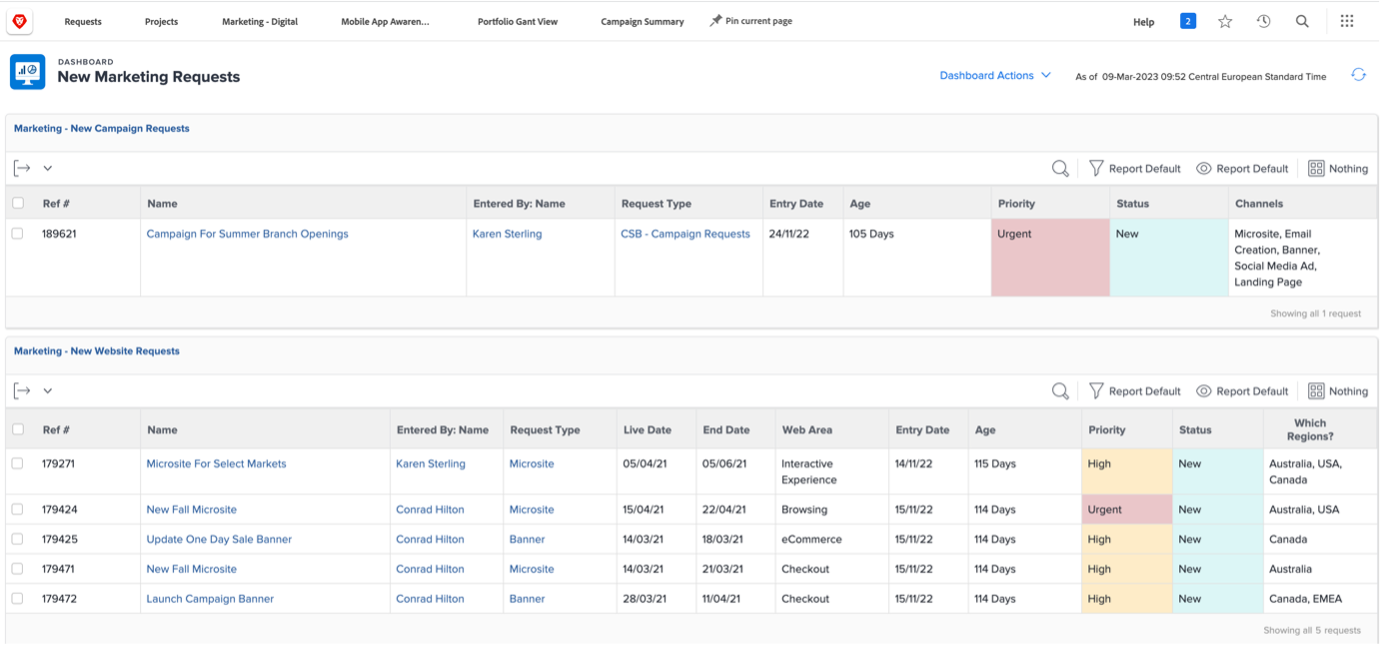 Requests Projects Marketing - Digital Mobile App Awaren... Portfolio Gant View Campaign Summary Pin current page Help 2
DASHBOARD
New Marketing Requests
Dashboard Actions As of 09-Mar-2023 09:52 Central European Standard Time
Marketing - New Campaign Requests
Report Default Report Default Nothing
Ref # Name Entered By: Name Request Type Entry Date Age Priority Status Channels
189621 Campaign For Summer Branch Openings Karen Sterling CSB - Campaign Requests 24/11/22 105 Days Urgent New Microsite, Email
Creation, Banner,
Social Media Ad,
Landing Page
Showing all 1 request
Marketing - New Website Requests
Report Default Report Default Nothing
Ref # Name Entered By: Name Request Type Live Date End Date Web Area Entry Date Age Priority Status Which
Regions?
179271 Microsite For Select Markets Karen Sterling Microsite 05/04/21 05/06/21 Interactive 14/11/22 115 Days High New Australia, USA,
Experience Canada
179424 New Fall Microsite Conrad Hilton Microsite 15/04/21 22/04/21 Browsing 15/11/22 114 Days Urgent New Australia, USA
179425 Update One Day Sale Banner Conrad Hilton Banner 14/03/21 18/03/21 eCommerce 15/11/22 114 Days High New Canada
179471 New Fall Microsite Conrad Hilton Microsite 14/03/21 21/03/21 Checkout 15/11/22 114 Days High New Australia
179472 Launch Campaign Banner Conrad Hilton Banner 28/03/21 11/04/21 Checkout 15/11/22 114 Days High New Canada, EMEA
Showing all 5 requests